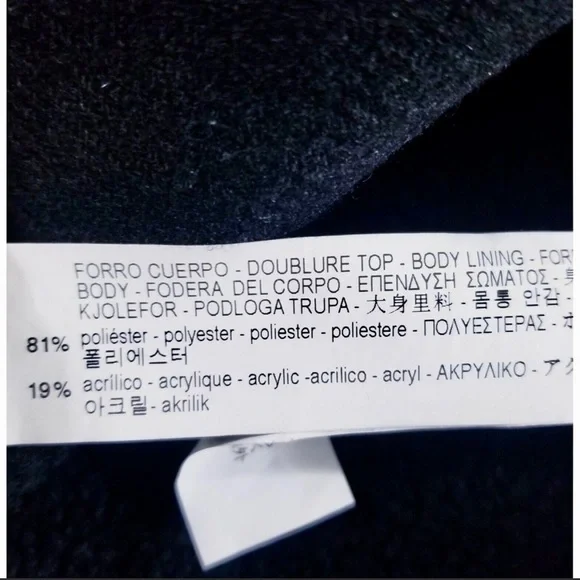 FORRO CUERPO - DOUBLURE TOP - BODY LINING - FOR
BODY - FODERA DEL CORPO - ΕΠΕΝΔΥΣΗ ΣΩΜΑΤΟΣ -
KJOLEFOR - PODLOGA TRUPA - 大身里料 - 몸통 안감 -
81% poliéster - polyester - poliester - poliestere - ΠΟΛΥΕΣΤΕΡΑΣ -
폴리에스터
19% acrílico - acrylique - acrylic -acrilico - acryl - ΑΚΡΥΛΙΚΟ - アク
아크릴 - akrilik